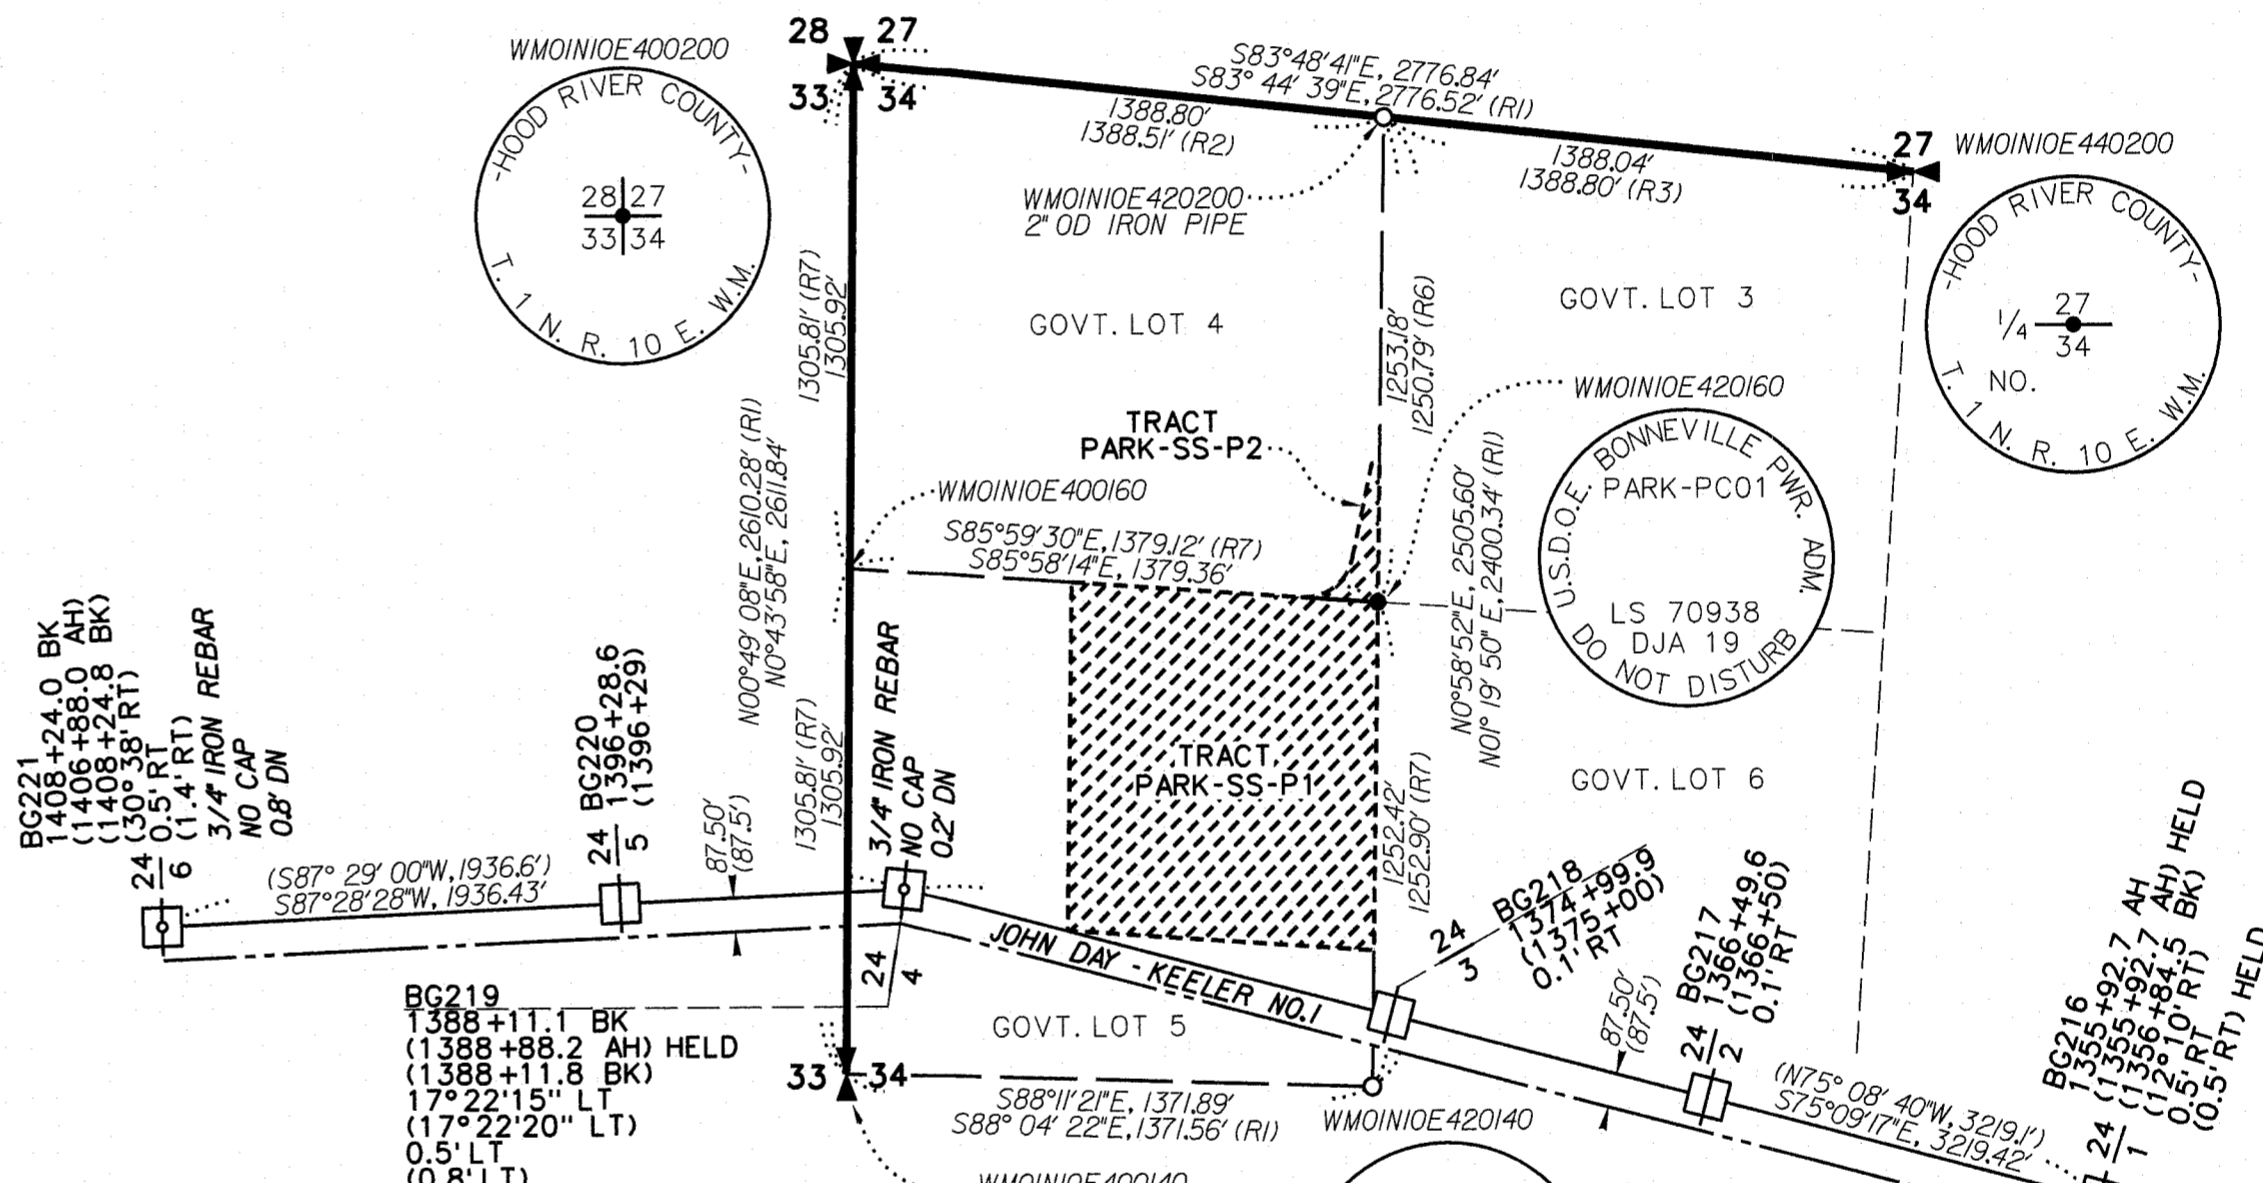 28 27
33 34
WM01N10E400200
-HOOD RIVER COUNTY-
28 27
33 34
T. 1 N. R. 10 E. W.M.
S83°48'41"E, 2776.84'
S83° 44' 39"E, 2776.52' (R1)
1388.80'
1388.51' (R2)
1388.04'
1388.80' (R3)
27
34
WM01N10E440200
-HOOD RIVER COUNTY-
1/4 27
34
NO.
T. 1 N. R. 10 E. W.M.
WM01N10E420200
2" OD IRON PIPE
GOVT. LOT 4
GOVT. LOT 3
1305.81' (R7)
1305.92'
1253.18'
1250.79' (R6)
WM01N10E420160
TRACT
PARK-SS-P2
U.S.D.O.E. BONNEVILLE PWR. ADM.
PARK-PC01
LS 70938
DJA 19
DO NOT DISTURB
WM01N10E400160
S85°59'30"E, 1379.12' (R7)
S85°58'14"E, 1379.36'
N00°49' 08"E, 2610.28' (R1)
N0°43'58"E, 2611.84'
N0°58'52"E, 2505.60'
N01° 19' 50" E, 2400.34' (R1)
TRACT
PARK-SS-P1
GOVT. LOT 6
1305.81' (R7)
1305.92'
1252.42'
1252.90' (R7)
BG221
1408+24.0 BK
(1406+88.0 AH)
(1408+24.8 BK)
(30°38' RT)
0.5' RT
(1.4' RT)
3/4" IRON REBAR
NO CAP
0.8' DN
24
6
BG220
1396+28.6
(1396+29)
24
5
(S87° 29' 00"W, 1936.6')
S87°28'28"W, 1936.43'
87.50'
(87.5')
3/4" IRON REBAR
NO CAP
0.2' DN
24
4
JOHN DAY - KEELER NO.1
BG219
1388+11.1 BK
(1388+88.2 AH) HELD
(1388+11.8 BK)
17°22'15" LT
(17°22'20" LT)
0.5' LT
(0.8' LT)
GOVT. LOT 5
33 34
S88°11'21"E, 1371.89'
S88° 04' 22"E, 1371.56' (R1)
WM01N10E400140
WM01N10E420140
24
3
BG218
1374+99.9
(1375+00)
0.1' RT
87.50'
(87.5')
24
2
BG217
1366+49.6
(1366+50)
0.1' RT
(N75° 08' 40"W, 3219.1')
S75°09'17"E, 3219.42'
24
1
BG216
1355+92.7 AH
(1355+92.7 AH) HELD
(1356+84.5 BK)
(12°10' RT)
0.5' RT
(0.5' RT) HELD